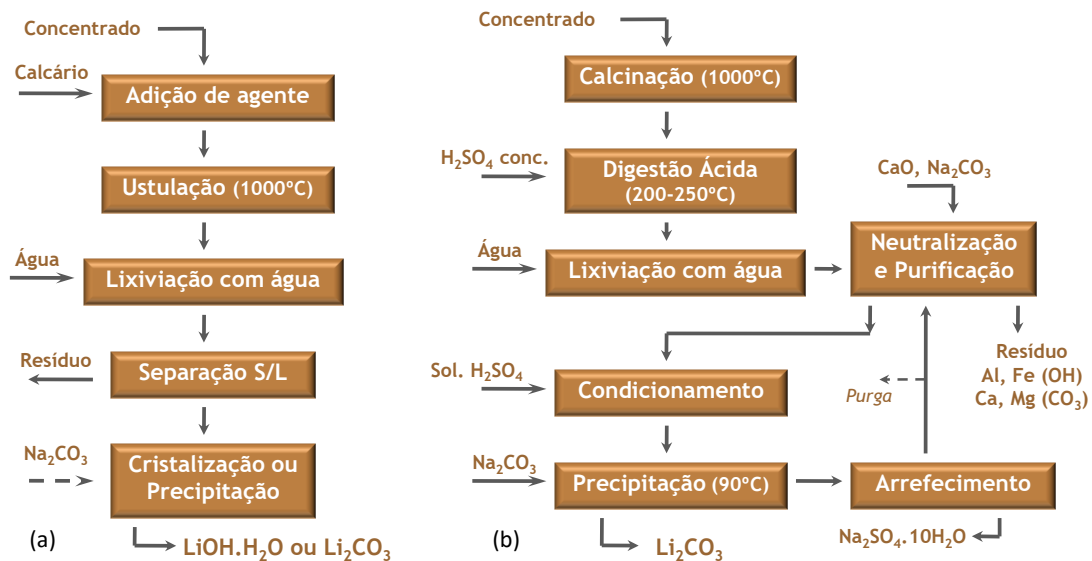 Concentrado
Calcário
Adição de agente
Ustulação (1000ºC)
Água
Lixiviação com água
Resíduo
Separação S/L
Na₂CO₃
Cristalização ou
Precipitação
(a)
LiOH.H₂O ou Li₂CO₃
Concentrado
Calcinação (1000ºC)
H₂SO₄ conc.
Digestão Ácida
(200-250ºC)
CaO, Na₂CO₃
Água
Lixiviação com água
Neutralização
e Purificação
Resíduo
Al, Fe (OH)
Ca, Mg (CO₃)
Sol. H₂SO₄
Condicionamento
Purga
Na₂CO₃
Precipitação (90ºC)
Arrefecimento
(b)
Li₂CO₃
Na₂SO₄.10H₂O